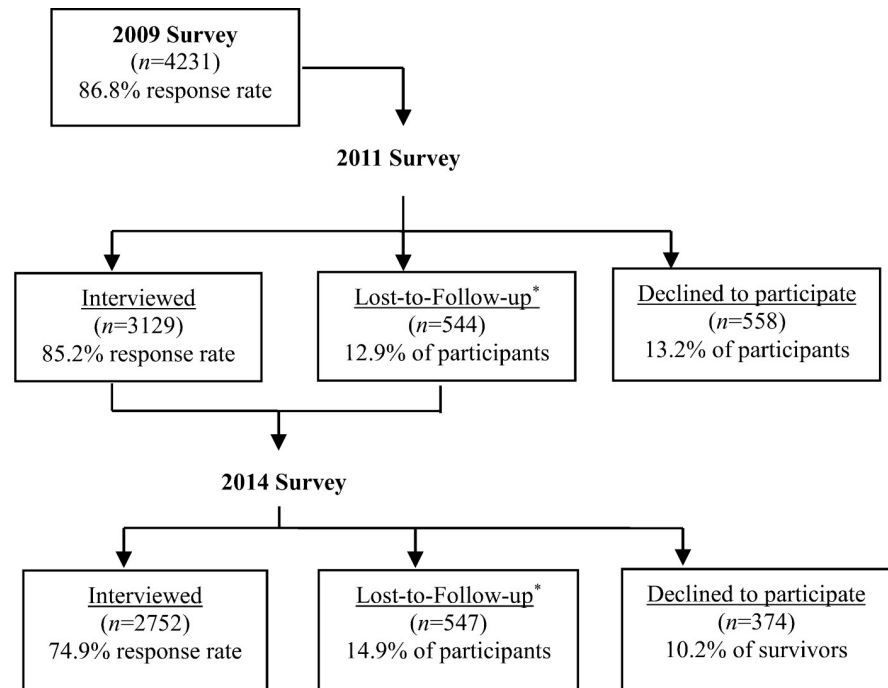 2009 Survey
(n=4231)
86.8% response rate
2011 Survey
Interviewed
(n=3129)
85.2% response rate
Lost-to-Follow-up*
(n=544)
12.9% of participants
Declined to participate
(n=558)
13.2% of participants
2014 Survey
Interviewed
(n=2752)
74.9% response rate
Lost-to-Follow-up*
(n=547)
14.9% of participants
Declined to participate
(n=374)
10.2% of survivors